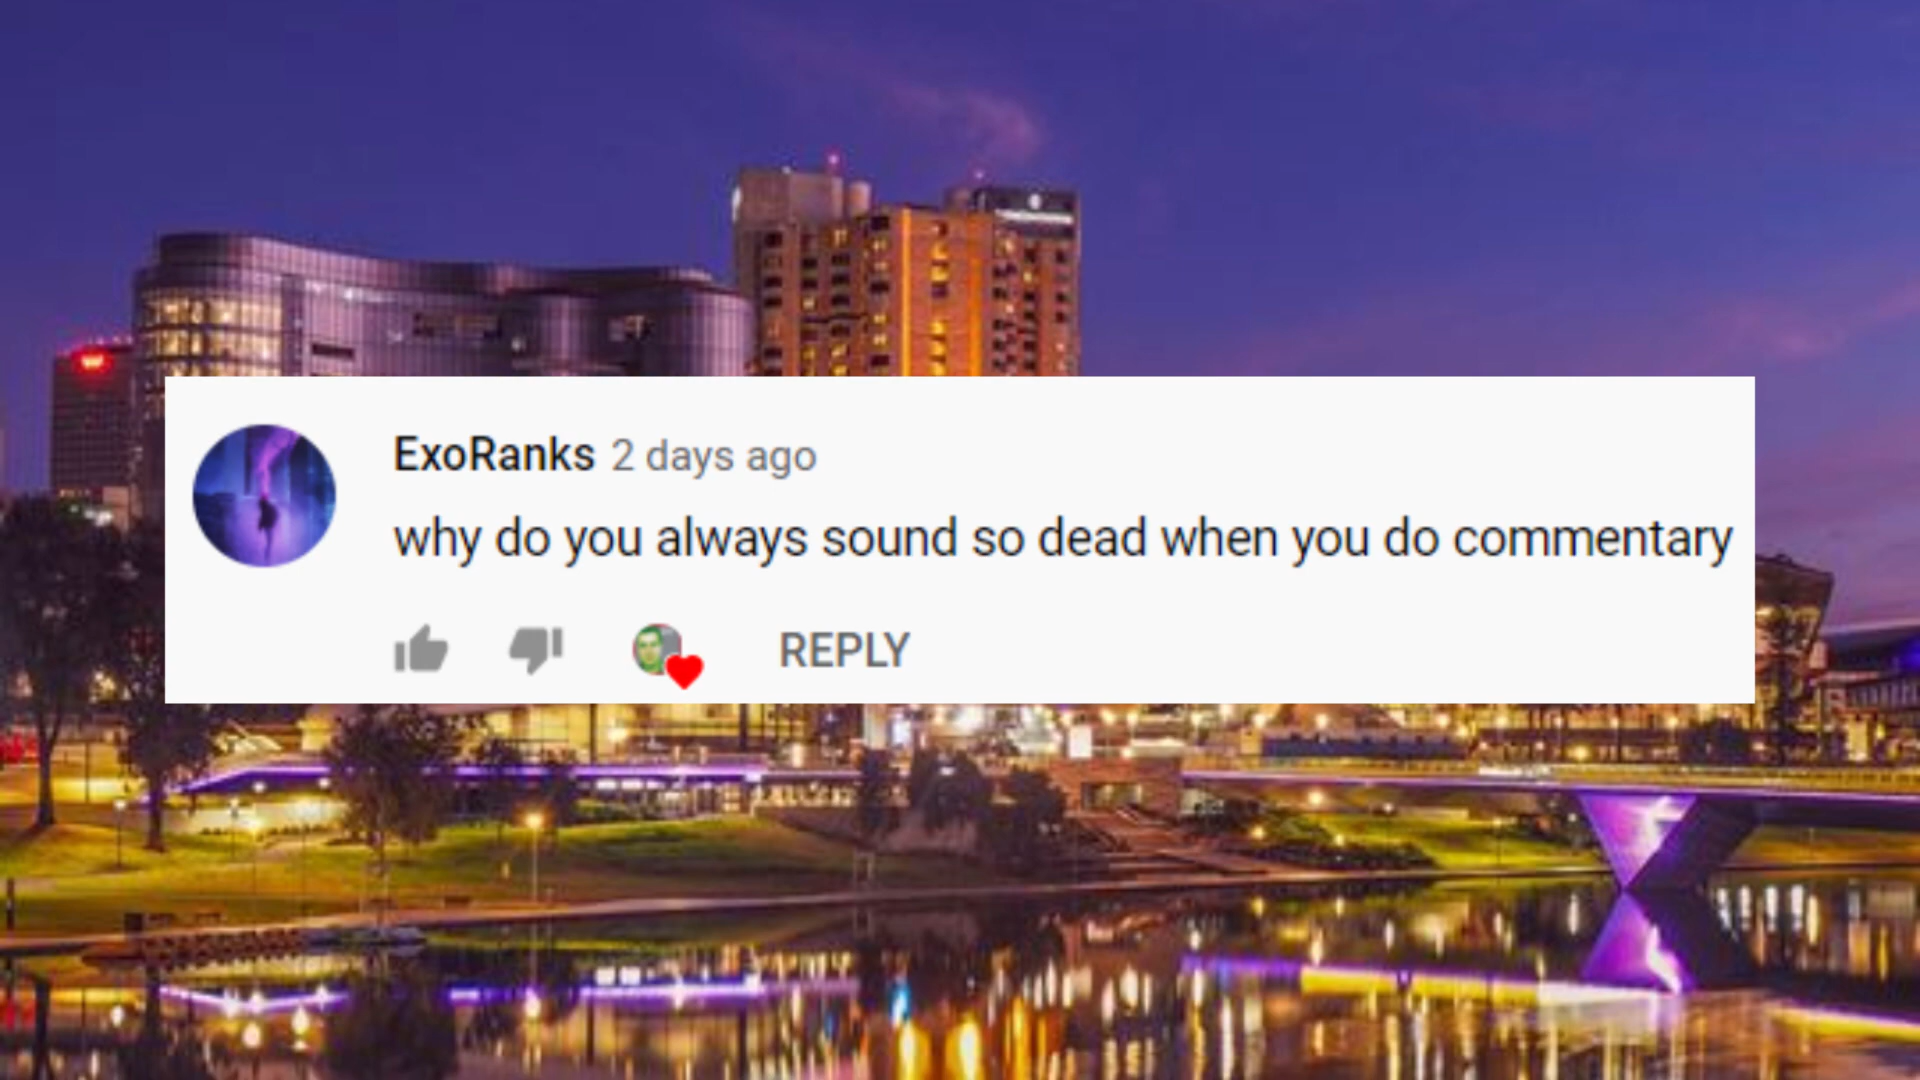 ExoRanks 2 days ago
why do you always sound so dead when you do commentary
REPLY